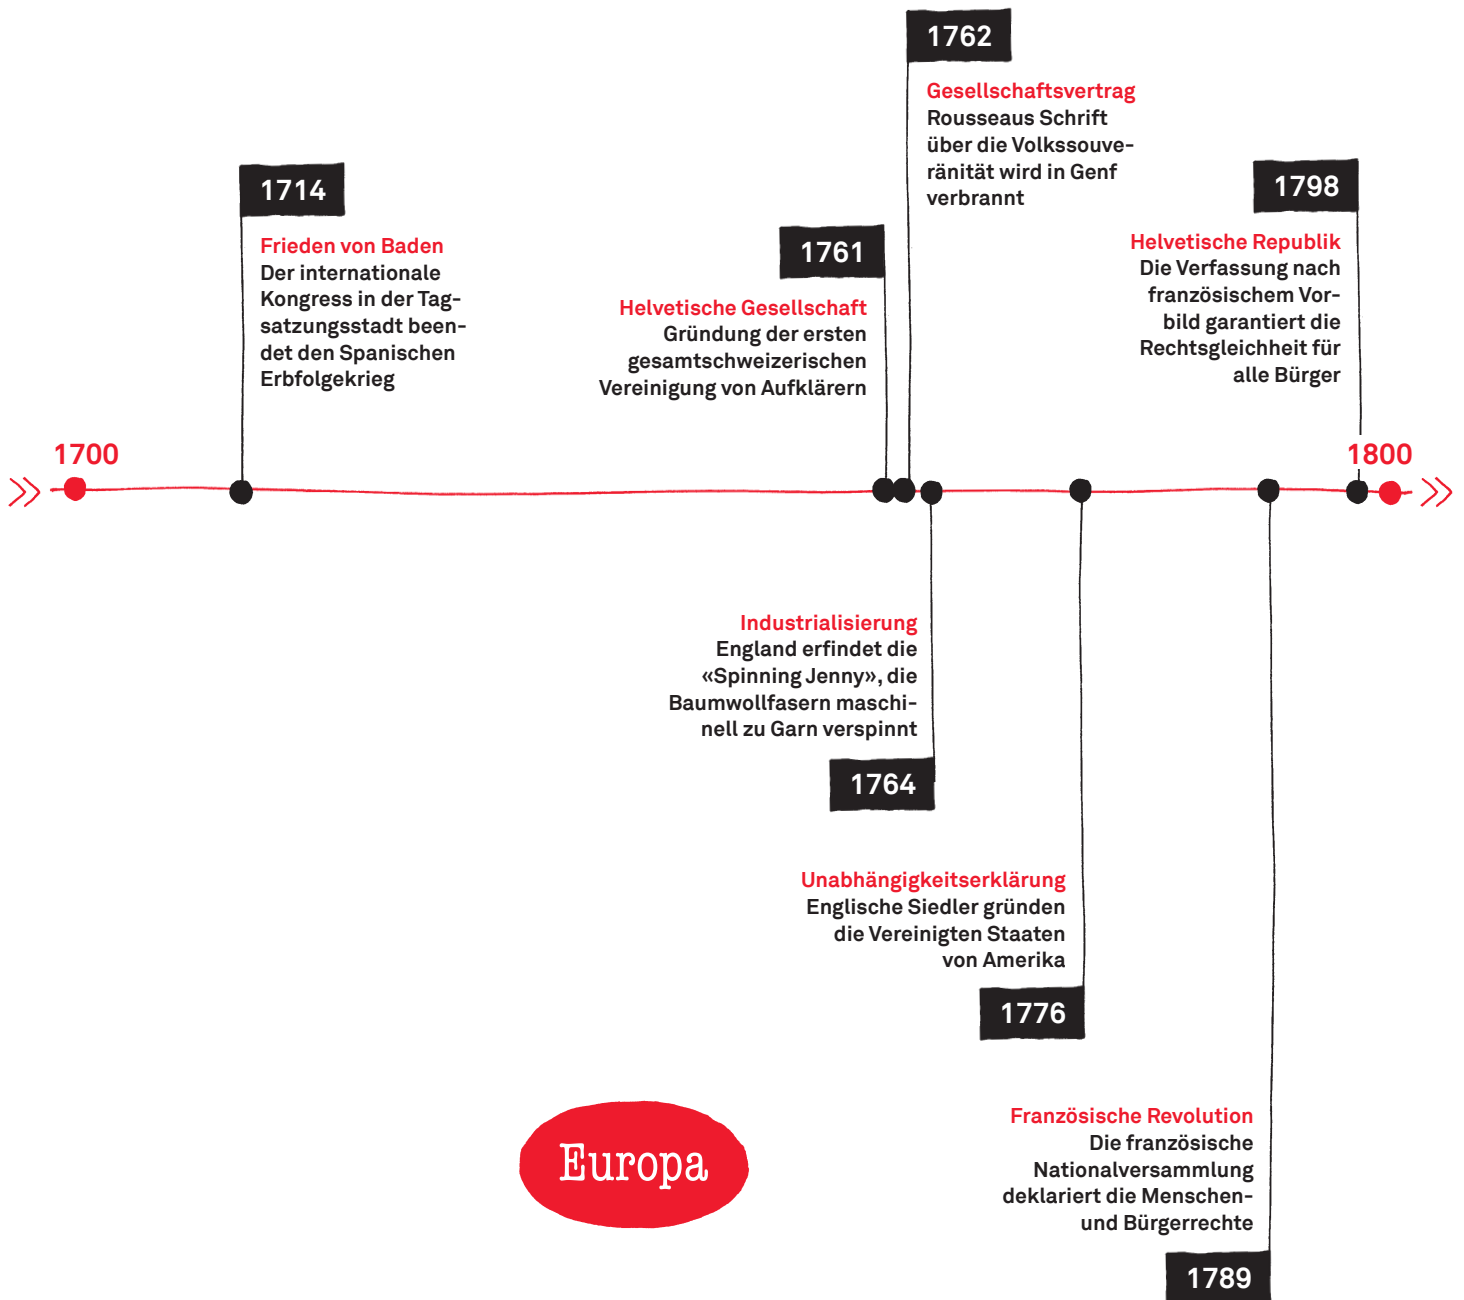 1762
Gesellschaftsvertrag
Rousseaus Schrift
über die Volkssouve-
ränität wird in Genf
verbrannt
1714
Frieden von Baden
Der internationale
Kongress in der Tag-
satzungsstadt been-
det den Spanischen
Erbfolgekrieg
1761
Helvetische Gesellschaft
Gründung der ersten
gesamtschweizerischen
Vereinigung von Aufklärern
1798
Helvetische Republik
Die Verfassung nach
französischem Vor-
bild garantiert die
Rechtsgleichheit für
alle Bürger
1700
1800
Industrialisierung
England erfindet die
«Spinning Jenny», die
Baumwollfasern maschi-
nell zu Garn verspinnt
1764
Unabhängigkeitserklärung
Englische Siedler gründen
die Vereinigten Staaten
von Amerika
1776
Europa
Französische Revolution
Die französische
Nationalversammlung
deklariert die Menschen-
und Bürgerrechte
1789